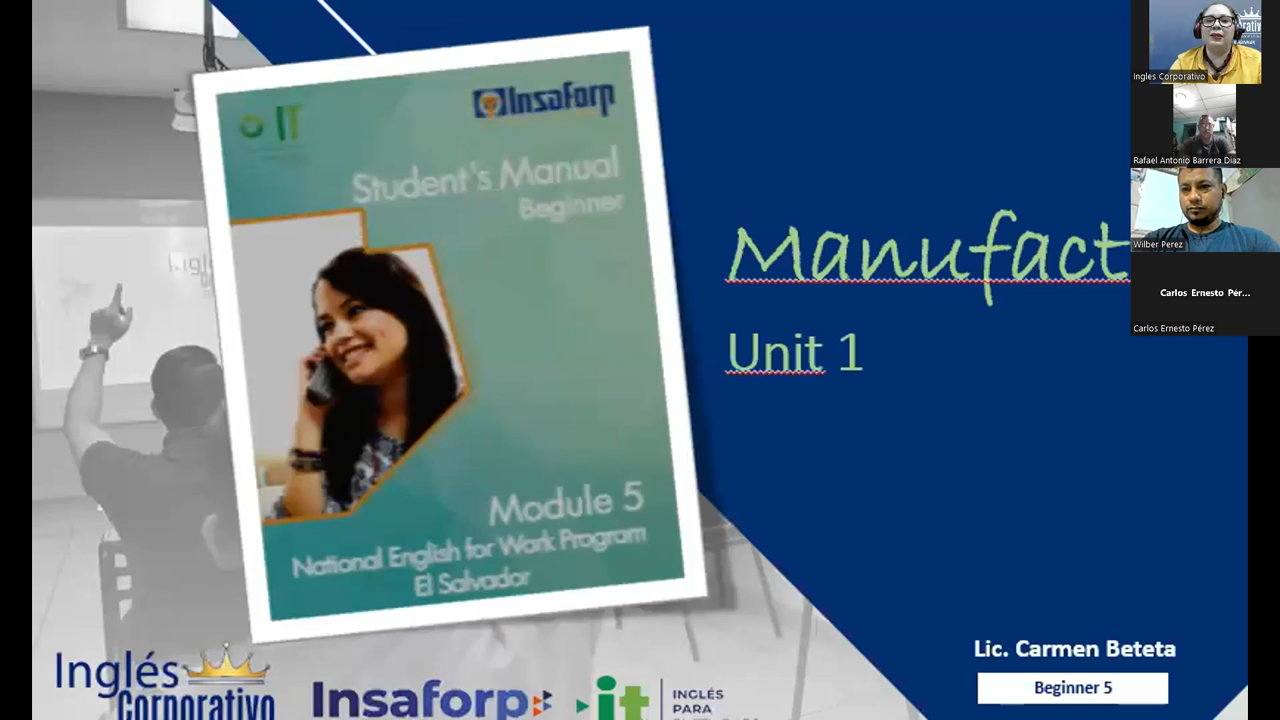 IT
Insaforp
Student's Manual
Beginner
Module 5
National English for Work Program
El Salvador
Manufact
Unit 1
Lic. Carmen Beteta
Beginner 5
Inglés
Corporativo
Insaforp
it
INGLÉS
PARA
Ingles Corporativo
Rafael Antonio Barrera Diaz
Wilber Perez
Carlos Ernesto Pér...
Carlos Ernesto Pérez